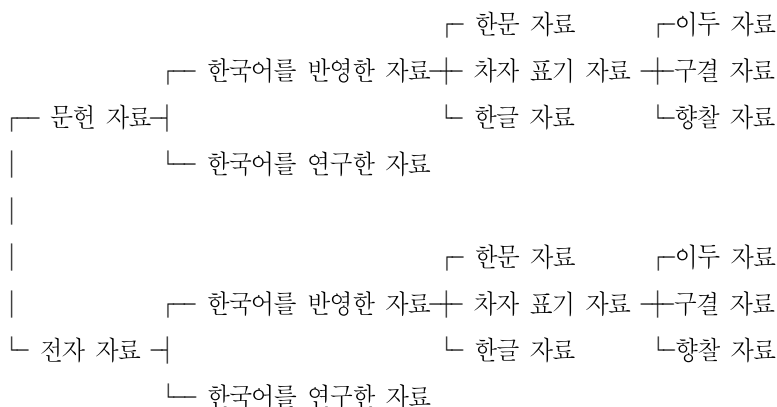 한문 자료 이두 자료
한국어를 반영한 자료 차자 표기 자료 구결 자료
문헌 자료 한글 자료 향찰 자료
한국어를 연구한 자료
한문 자료 이두 자료
한국어를 반영한 자료 차자 표기 자료 구결 자료
전자 자료 한글 자료 향찰 자료
한국어를 연구한 자료